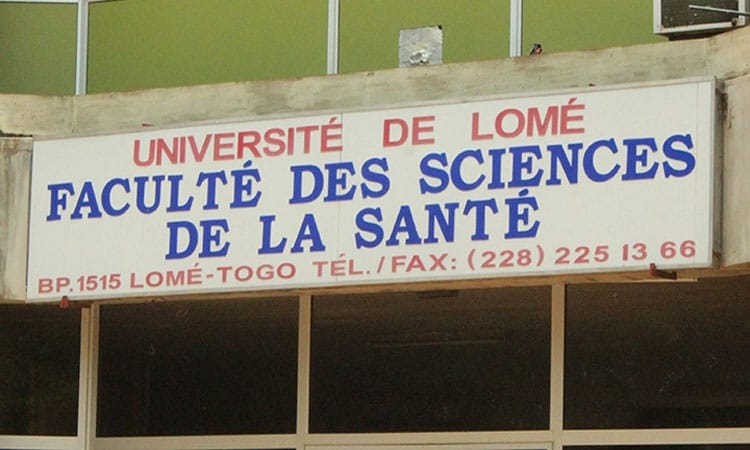 UNIVERSITÉ DE LOMÉ
FACULTÉ DES SCIENCES
DE LA SANTÉ
BP.1515 LOMÉ-TOGO TÉL./FAX: (228) 225 13 66